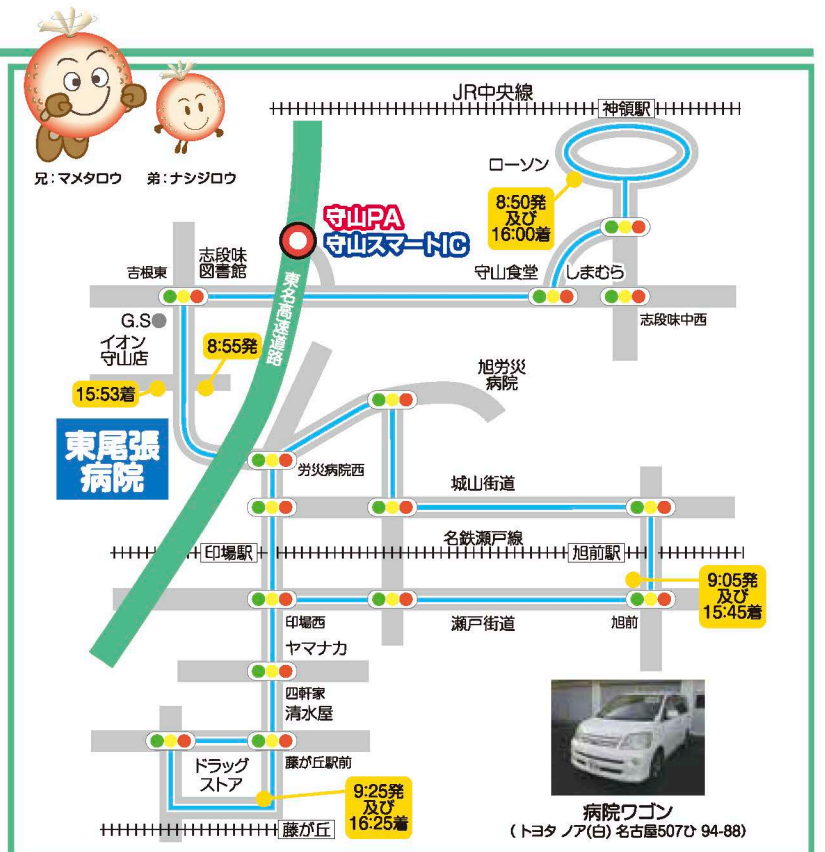 兄：マメタロウ
弟：ナシジロウ
JR中央線
神領駅
ローソン
8:50発
及び
16:00着
守山PA
守山スマートIC
東名高速道路
吉根東
志段味
図書館
守山食堂
しまむら
志段味中西
G.S
イオン
守山店
8:55発
15:53着
旭労災
病院
東尾張
病院
労災病院西
城山街道
名鉄瀬戸線
印場駅
旭前駅
9:05発
及び
15:45着
印場西
瀬戸街道
旭前
ヤマナカ
四軒家
清水屋
ドラッグ
ストア
藤が丘駅前
9:25発
及び
16:25着
藤が丘
病院ワゴン
(トヨタ ノア(白) 名古屋507ひ 94-88)